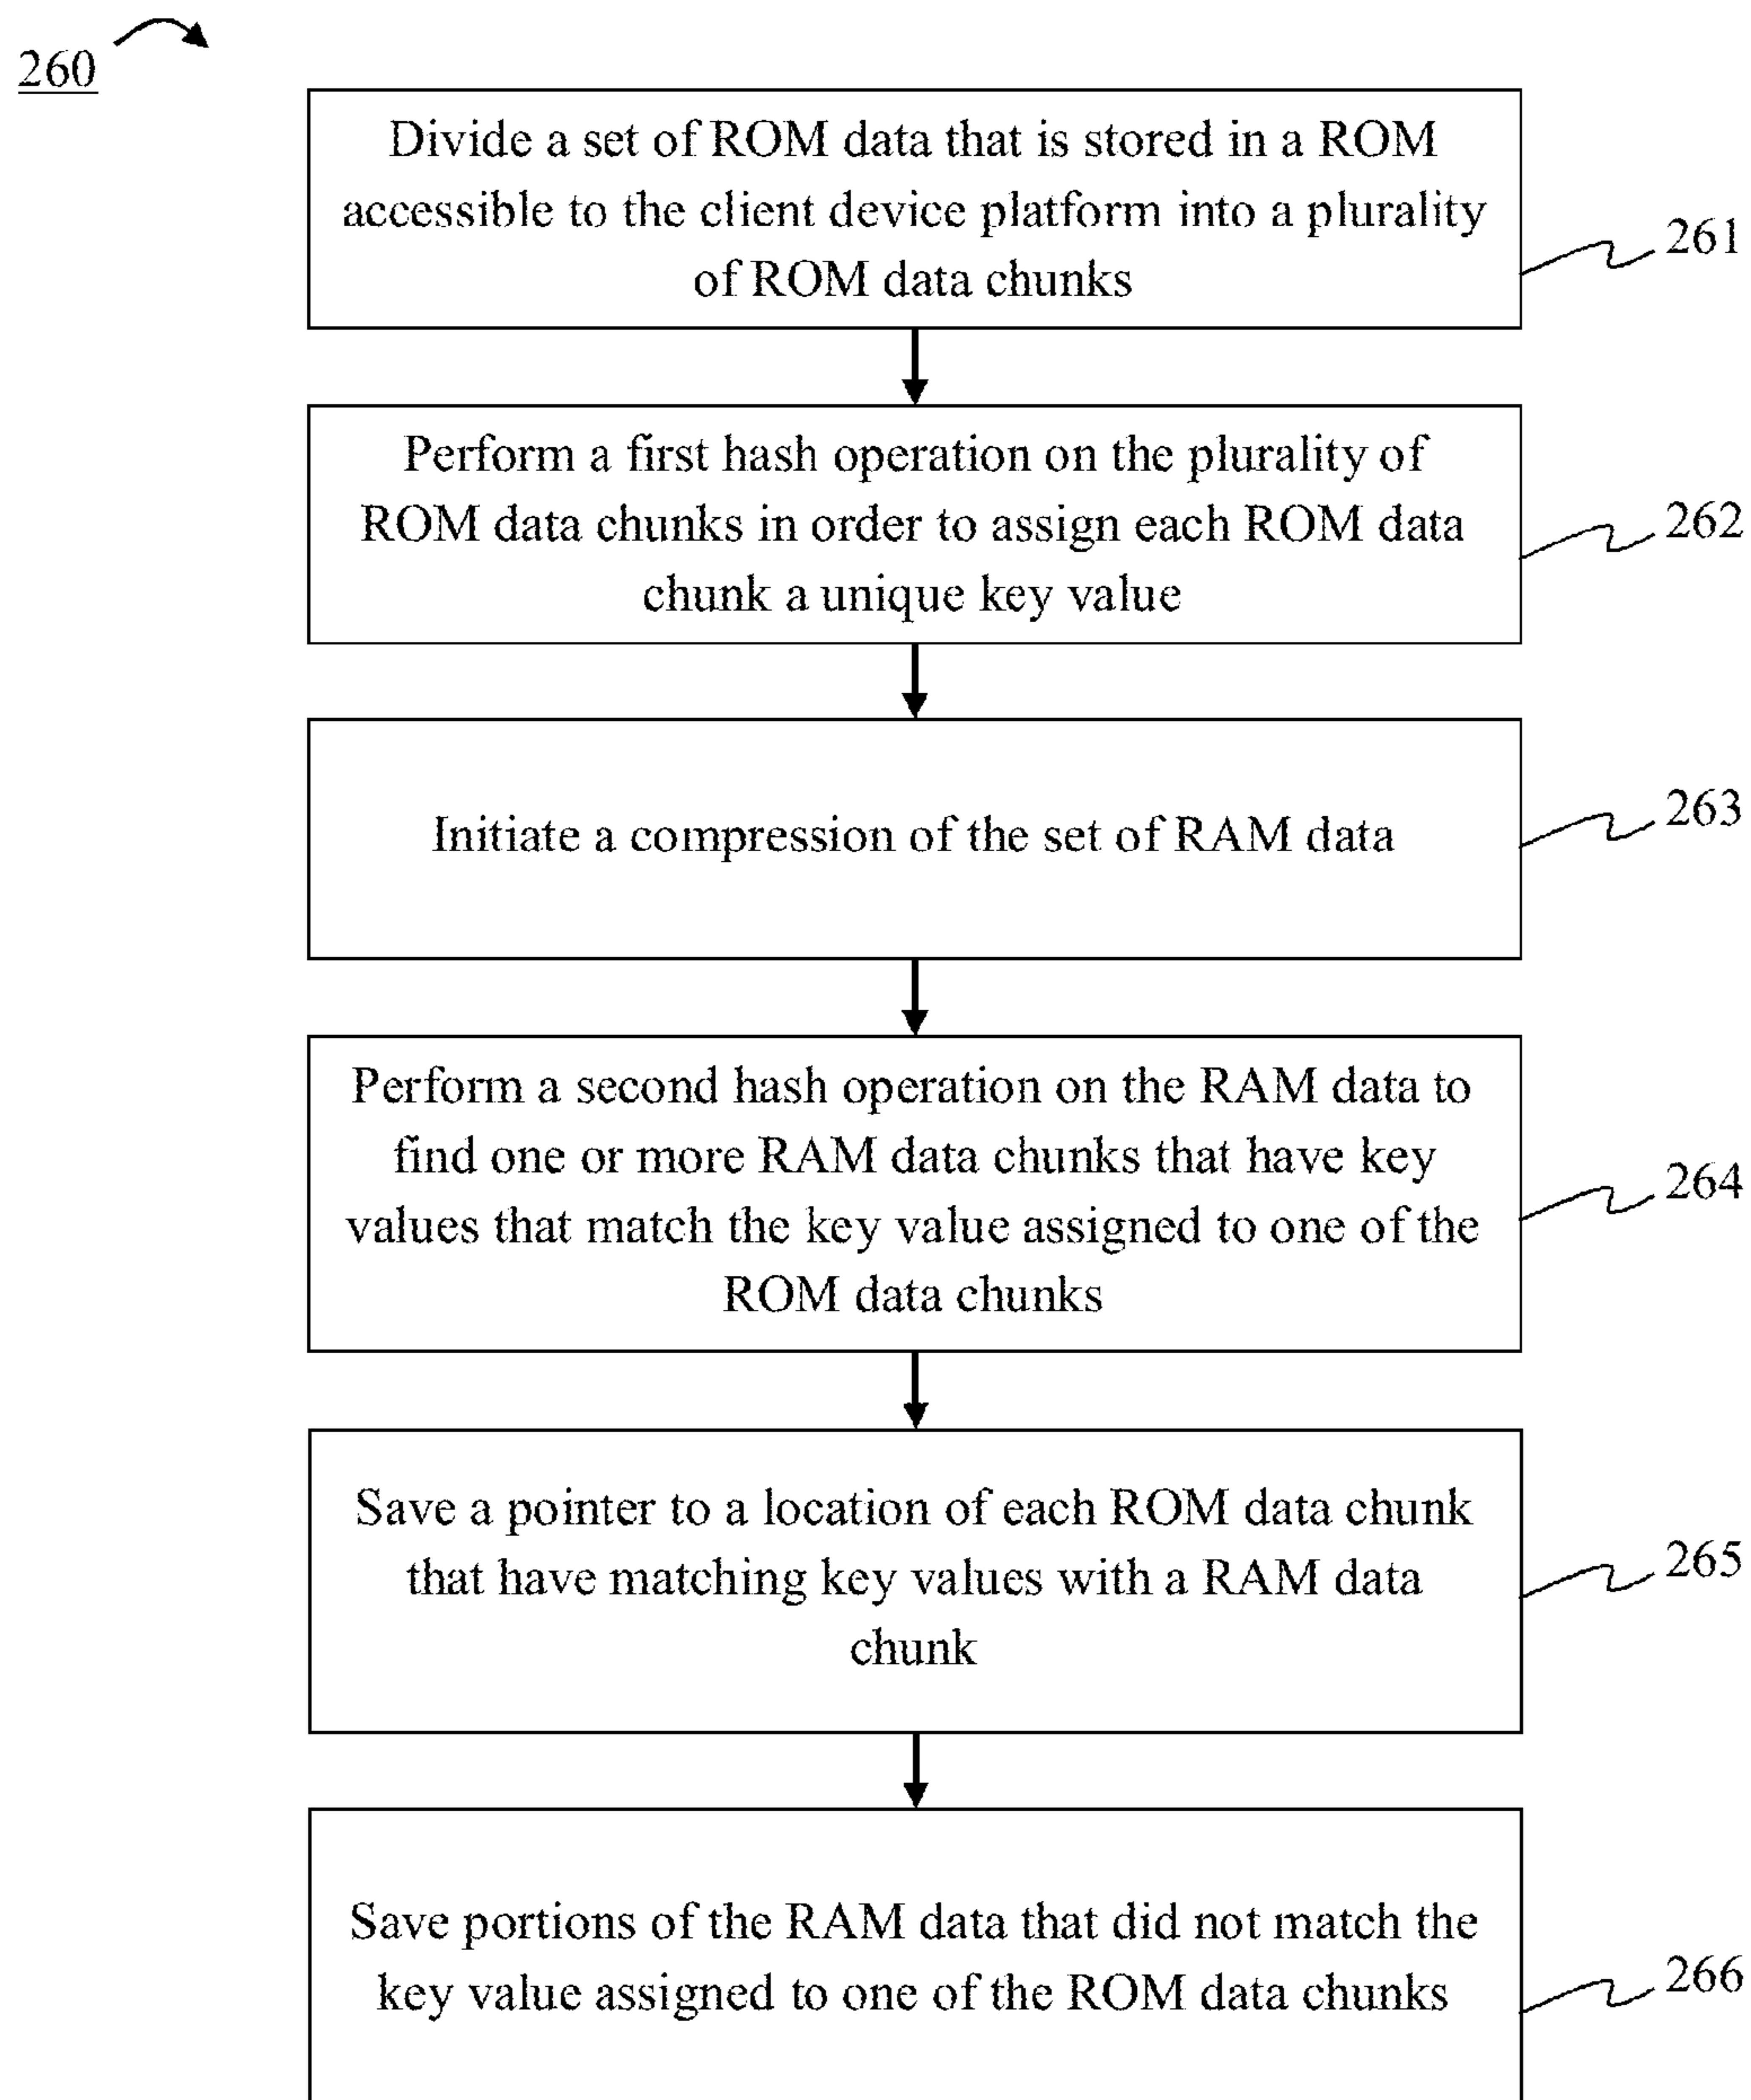 260
Divide a set of ROM data that is stored in a ROM
accessible to the client device platform into a plurality
of ROM data chunks
261
Perform a first hash operation on the plurality of
ROM data chunks in order to assign each ROM data
chunk a unique key value
262
Initiate a compression of the set of RAM data
263
Perform a second hash operation on the RAM data to
find one or more RAM data chunks that have key
values that match the key value assigned to one of the
ROM data chunks
264
Save a pointer to a location of each ROM data chunk
that have matching key values with a RAM data
chunk
265
Save portions of the RAM data that did not match the
key value assigned to one of the ROM data chunks
266